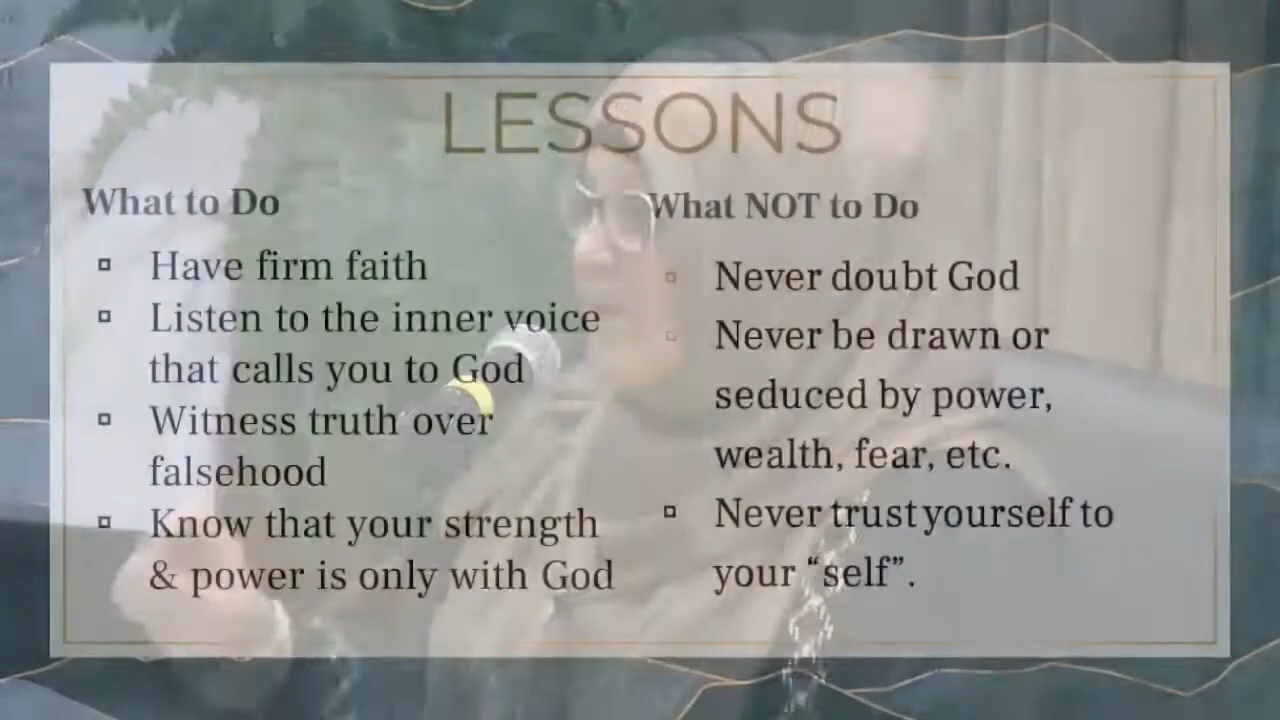 LESSONS
What to Do
▫ Have firm faith
▫ Listen to the inner voice
that calls you to God
▫ Witness truth over
falsehood
▫ Know that your strength
& power is only with God
What NOT to Do
▫ Never doubt God
▫ Never be drawn or
seduced by power,
wealth, fear, etc.
▫ Never trust yourself to
your “self”.